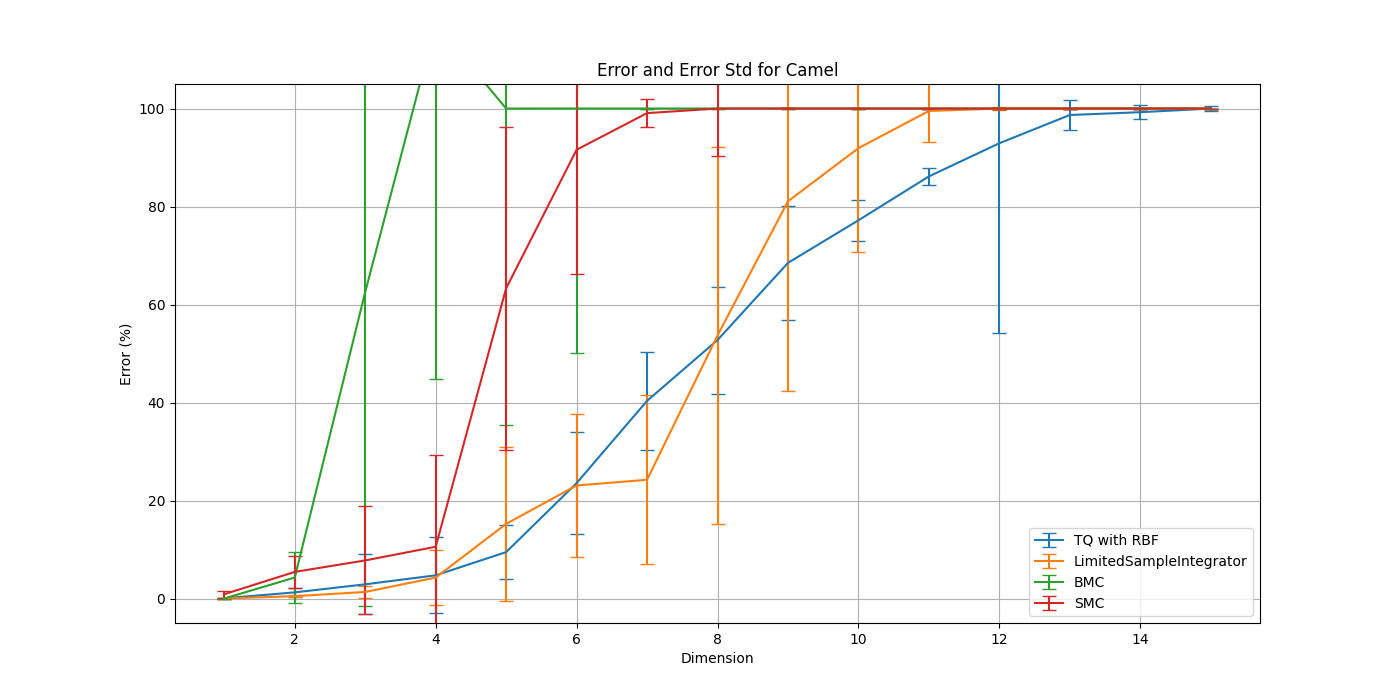 Error and Error Std for Camel
Error (%)
100
80
60
40
20
0
2 4 6 8 10 12 14
Dimension
TQ with RBF
LimitedSampleIntegrator
BMC
SMC